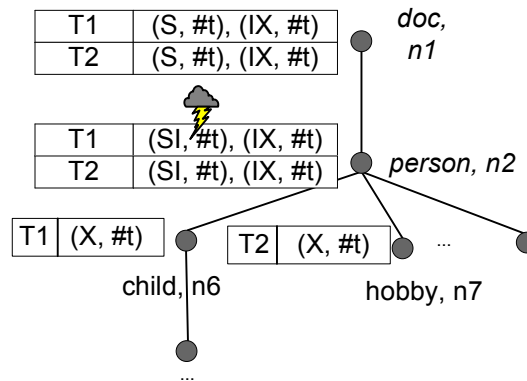 T1 (S, #t), (IX, #t) doc,
T2 (S, #t), (IX, #t) n1
T1 (SI, #t), (IX, #t)
T2 (SI, #t), (IX, #t) person, n2
T1 (X, #t) T2 (X, #t) ...
child, n6 hobby, n7
...